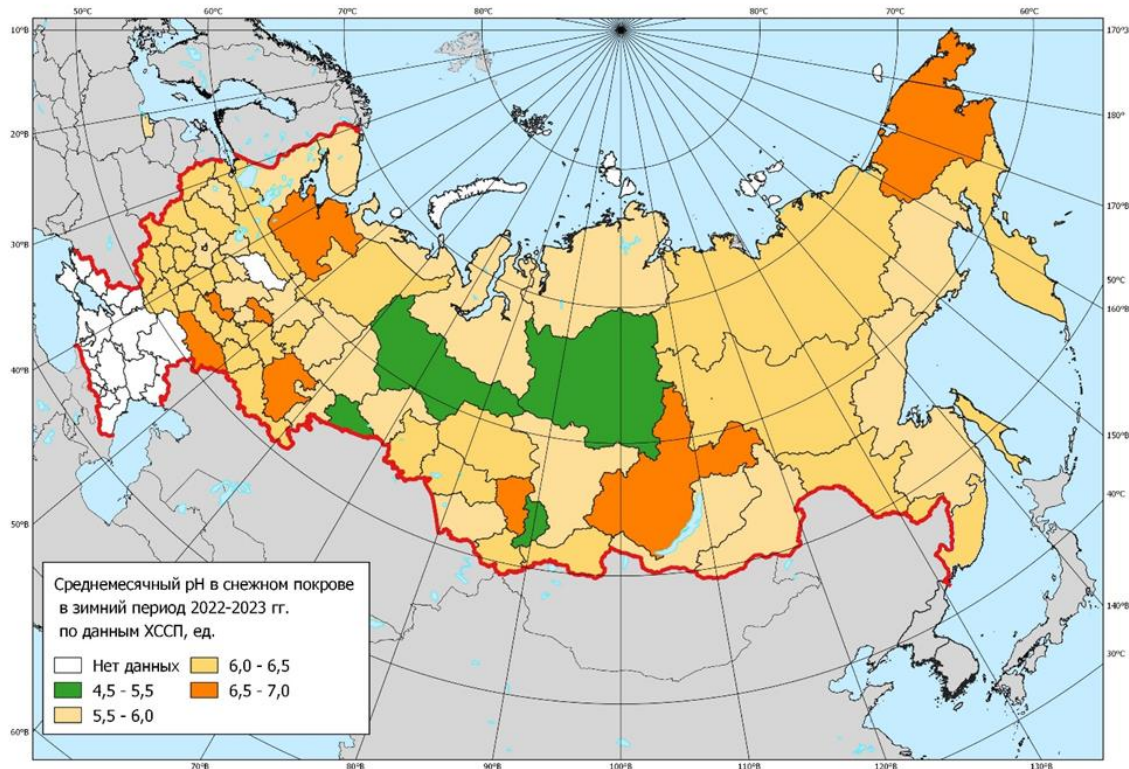 50°С 60°С 70°С 80°С 80°С 70°С 60°С
10°В 170°З
20°В 180°
30°В 170°В
50°С
160°В
40°В 150°В
40°С
50°В 140°В
30°С
60°В
Среднемесячный pH в снежном покрове
в зимний период 2022-2023 гг.
по данным ХССП, ед.
Нет данных 6,0 - 6,5
4,5 - 5,5 6,5 - 7,0
5,5 - 6,0
70°В 80°В 90°В 100°В 110°В 120°В 130°В